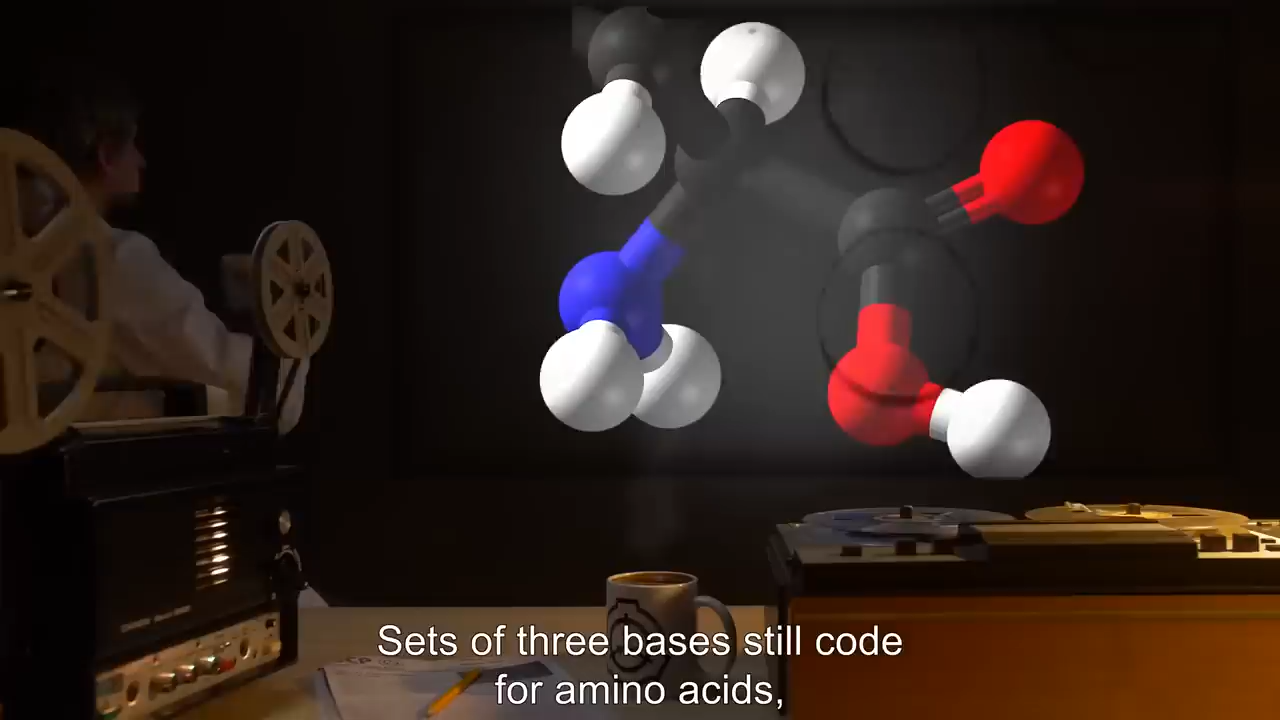 Sets of three bases still code
for amino acids,